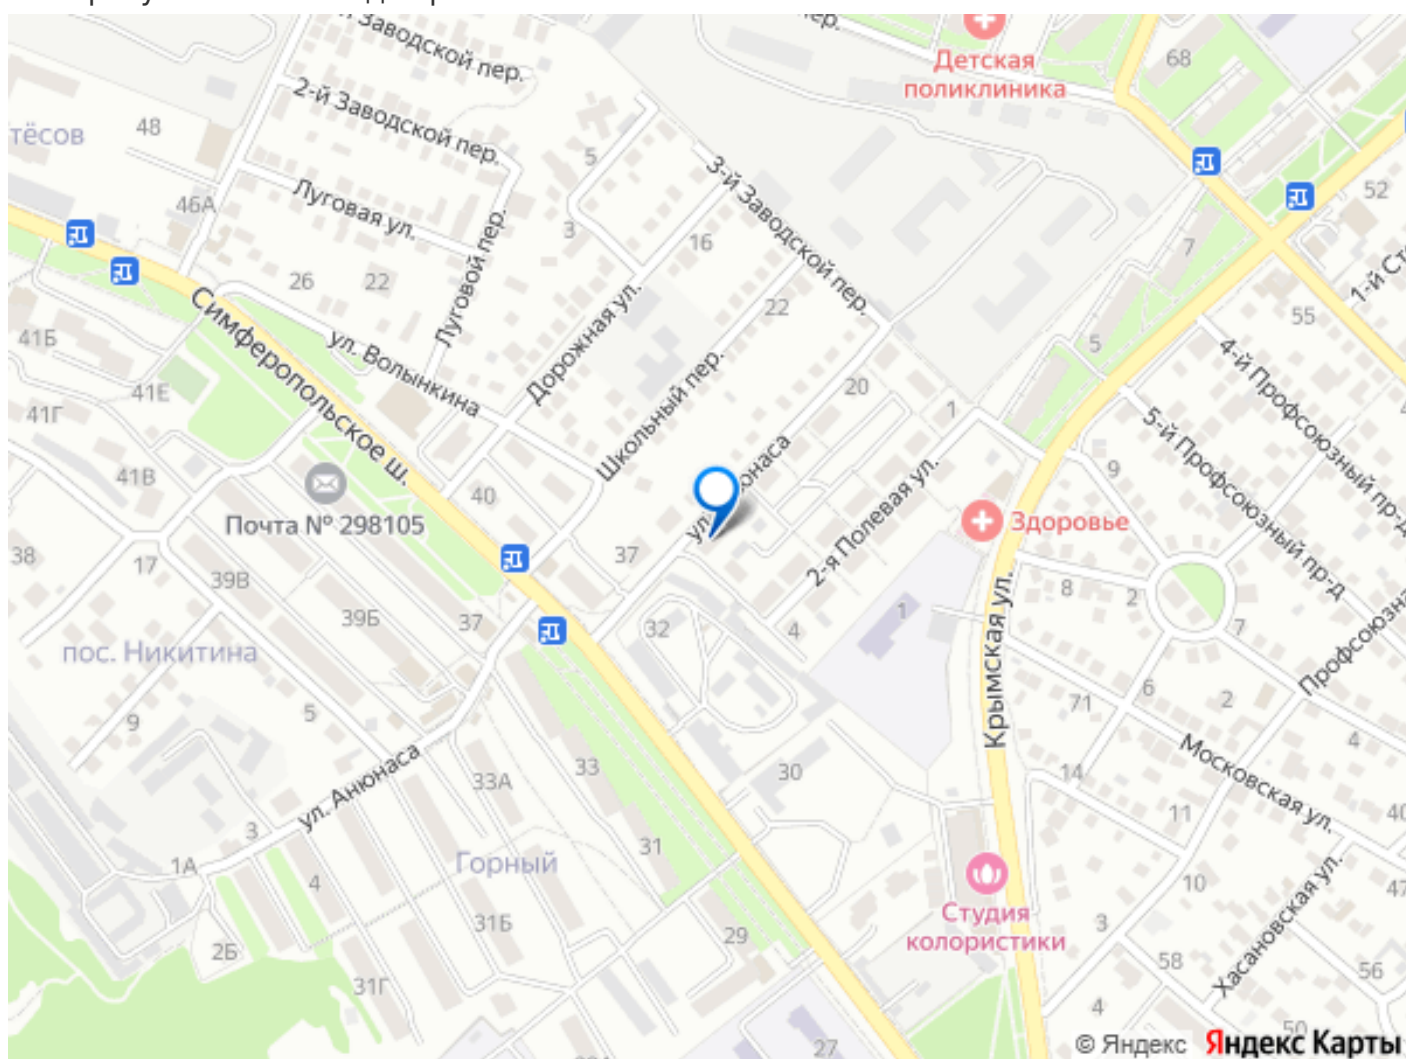 Заводской пер.
пер.
Детская
поликлиника
68
2-й Заводской пер.
48
5
3-й Заводской пер.
52
46А
Луговая ул.
Луговой пер.
3
16
7
1-й
26
22
Дорожная ул.
22
55
Симферопольское ш.
ул. Волынкина
Школьный пер.
5
4-й Профсоюзный пр-д
41Б
41Е
41Г
20
1
5-й Профсоюзный пр-д
41В
40
9
Почта № 298105
2-я Полевая ул.
Здоровье
38
17
39В
37
8
2
39Б
37
32
4
1
7
пос. Никитина
Крымская ул.
6
2
71
9
5
4
Московская ул.
ул. Анюнаса
33А
33
30
14
11
3
1А
4
Горный
31
Студия
колористики
10
Хасановская ул.
47
2Б
31Б
29
3
58
56
31Г
4
50
27
© Яндекс Яндекс Карты